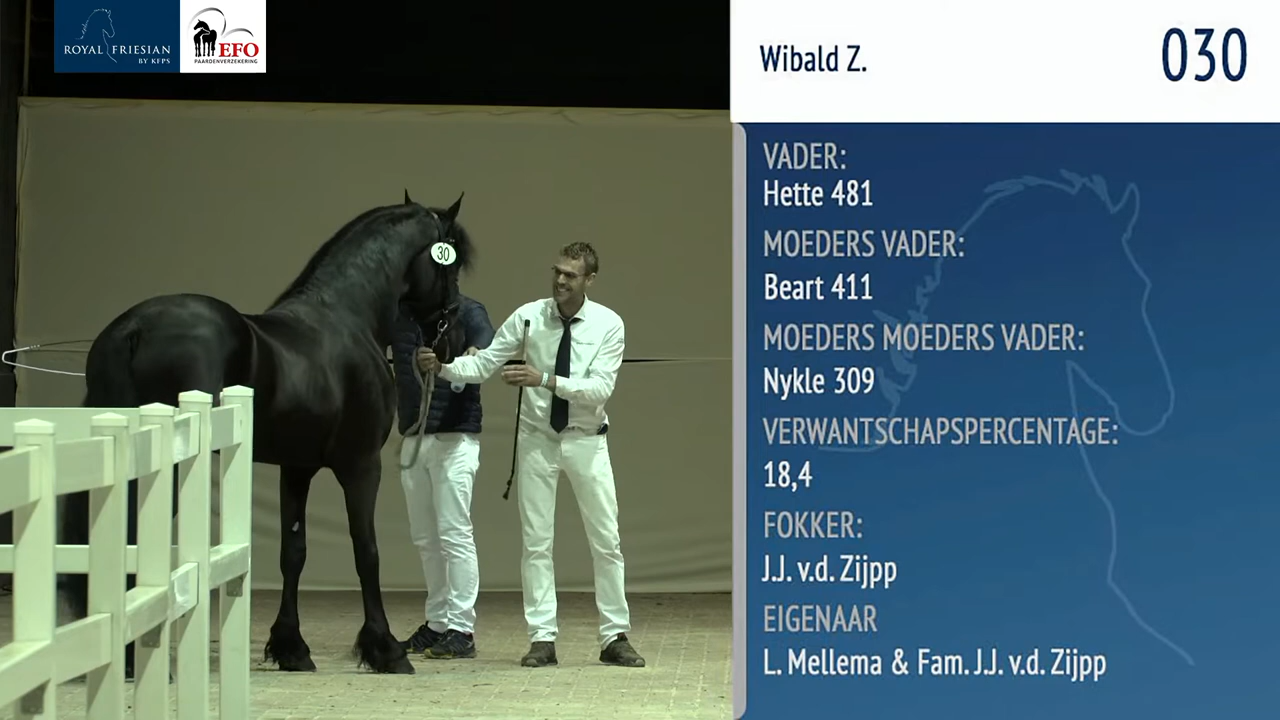 ROYAL FRIESIAN
BY KFPS
EFO
PAARDENVERZEKERING
30
Wibald Z.
030
VADER:
Hette 481
MOEDERS VADER:
Beart 411
MOEDERS MOEDERS VADER:
Nykle 309
VERWANTSCHAPSPERCENTAGE:
18,4
FOKKER:
J.J. v.d. Zijpp
EIGENAAR
L. Mellema & Fam. J.J. v.d. Zijpp